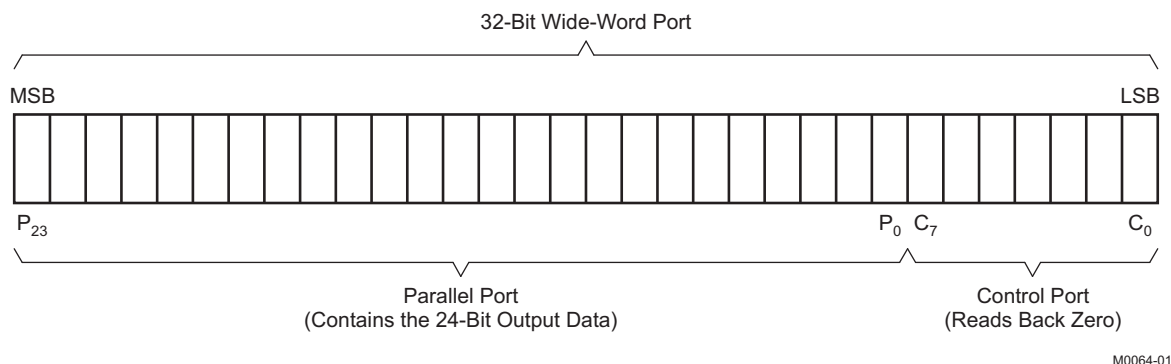 32-Bit Wide-Word Port
MSB LSB
P₂₃ P₀ C₇ C₀
Parallel Port Control Port
(Contains the 24-Bit Output Data) (Reads Back Zero)
M0064-01